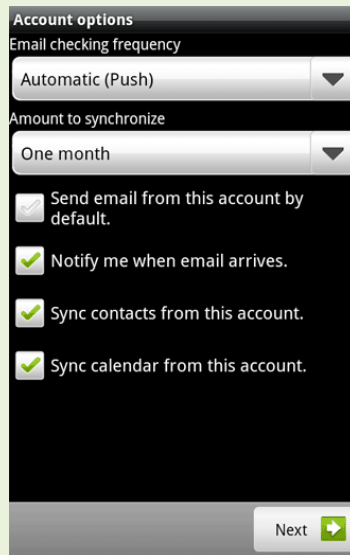 Account options
Email checking frequency
Automatic (Push)
Amount to synchronize
One month
Send email from this account by
default.
Notify me when email arrives.
Sync contacts from this account.
Sync calendar from this account.
Next